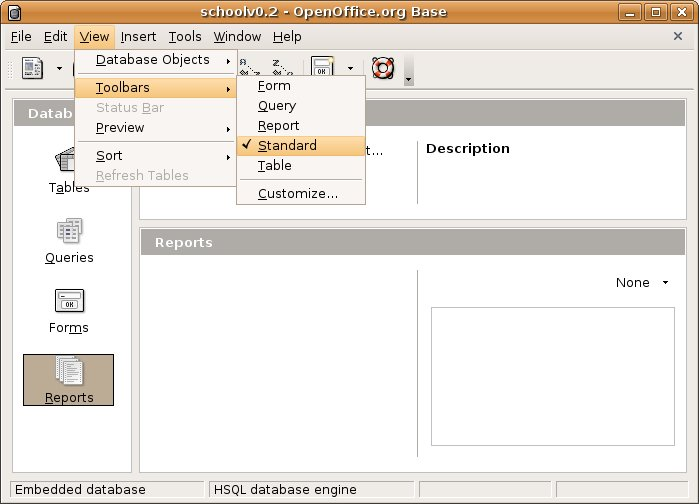 schoolv0.2 - OpenOffice.org Base
File Edit View Insert Tools Window Help
Database Objects
Toolbars
Status Bar
Preview
Sort
Refresh Tables
Form
Query
Report
Standard
Table
Customize...
Datab
Tables
Queries
Forms
Reports
t...
Description
Reports
None
Embedded database
HSQL database engine